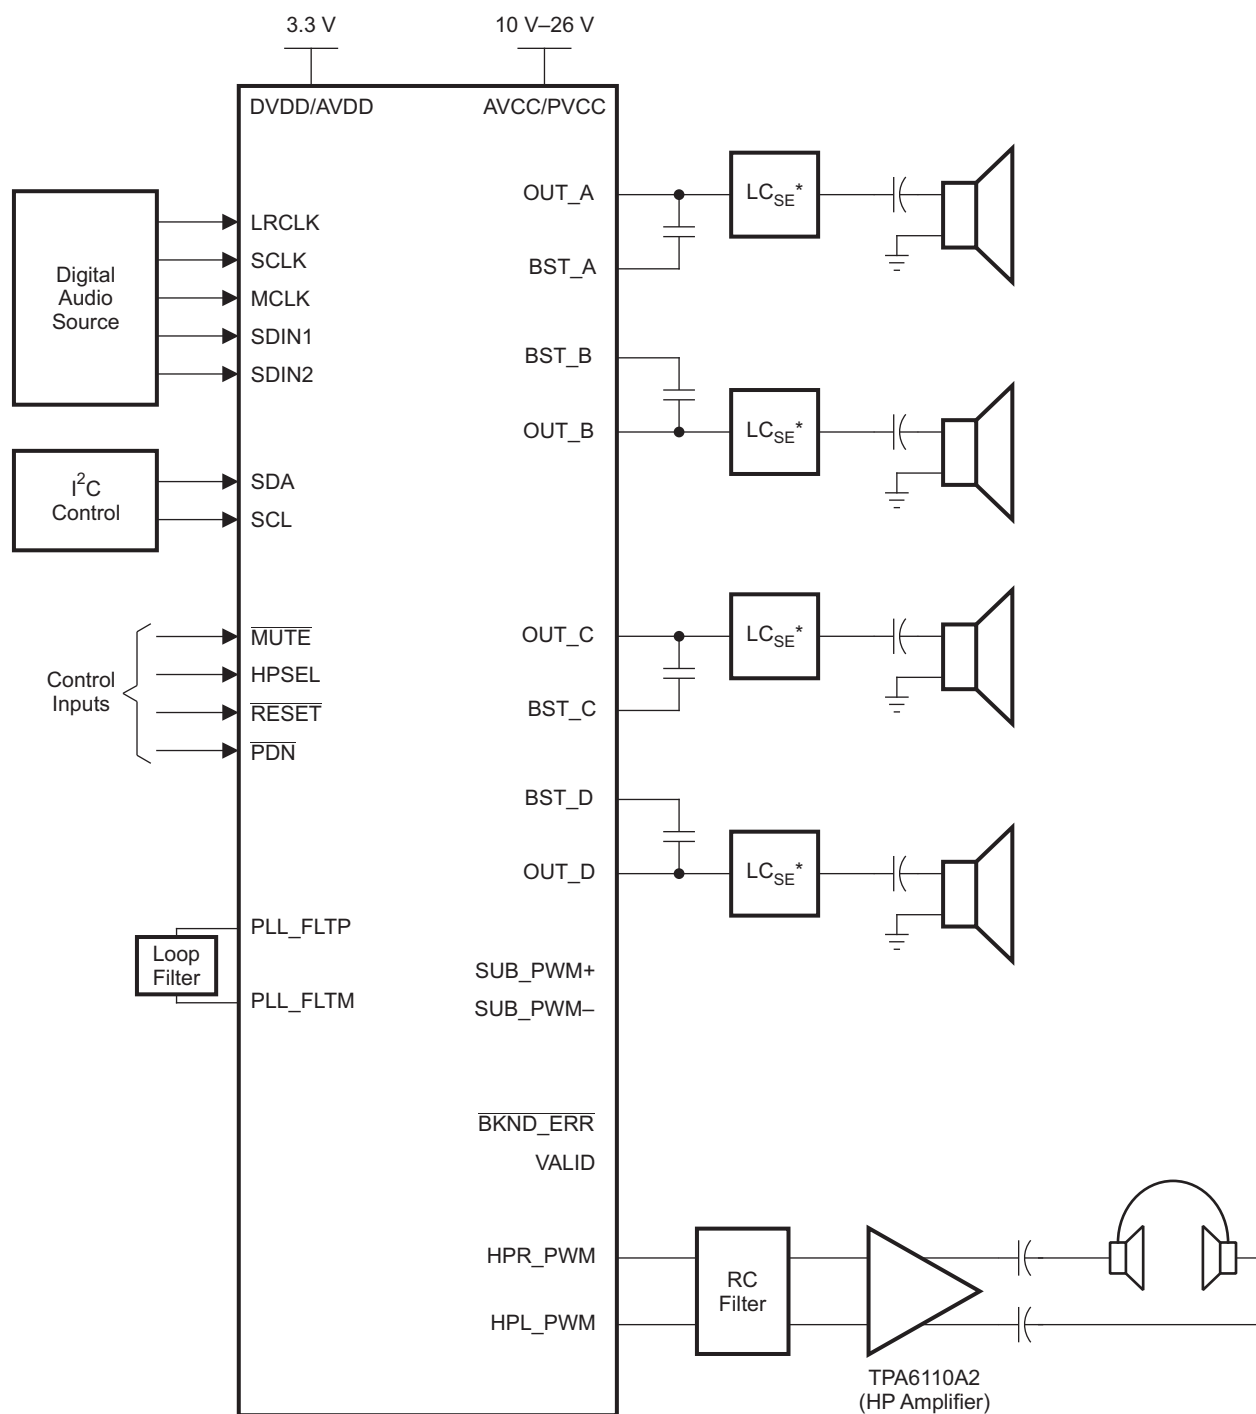 3.3 V
10 V–26 V
DVDD/AVDD
AVCC/PVCC
Digital
Audio
Source
LRCLK
SCLK
MCLK
SDIN1
SDIN2
I²C
Control
SDA
SCL
Control
Inputs
MUTE
HPSEL
RESET
PDN
Loop
Filter
PLL_FLTP
PLL_FLTM
OUT_A
BST_A
LCSE*
BST_B
OUT_B
LCSE*
OUT_C
BST_C
LCSE*
BST_D
OUT_D
LCSE*
SUB_PWM+
SUB_PWM–
BKND_ERR
VALID
HPR_PWM
HPL_PWM
RC
Filter
TPA6110A2
(HP Amplifier)